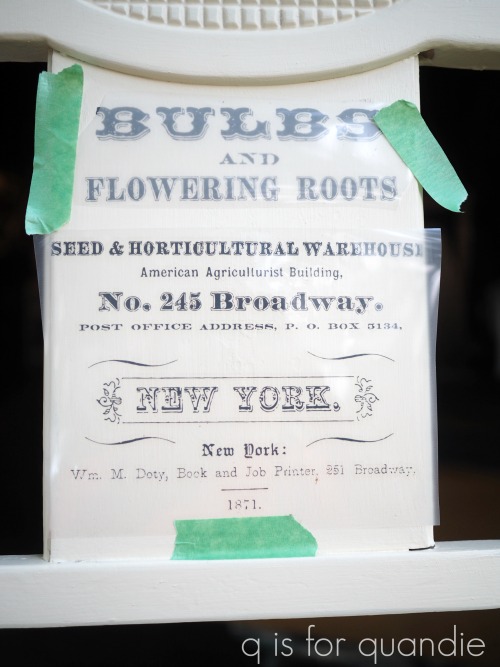 BULBS
AND
FLOWERING ROOTS
SEED & HORTICULTURAL WAREHOUSE
American Agriculturist Building,
No. 245 Broadway.
POST OFFICE ADDRESS, P. O. BOX 5134,
NEW YORK.
New York:
Wm. M. Doty, Book and Job Printer, 251 Broadway.
1871.
q is for quandie